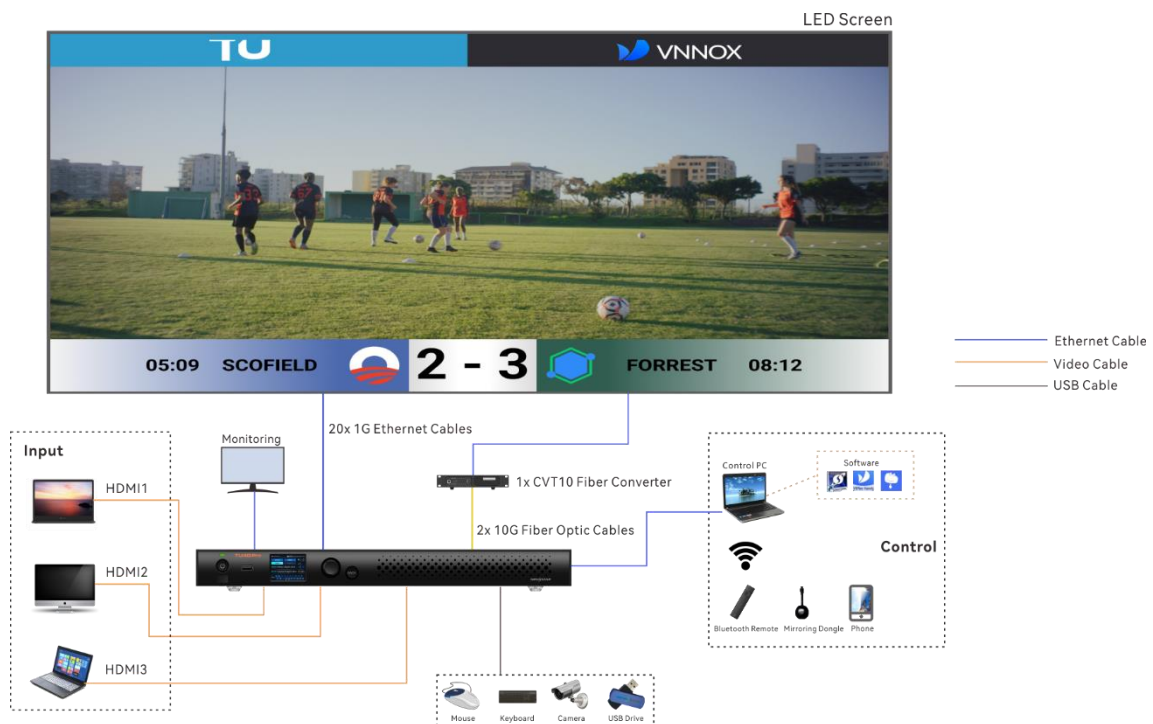 LED Screen
TU
VNNOX
05:09 SCOFIELD 2 - 3 FORREST 08:12
Ethernet Cable
Video Cable
USB Cable
20x 1G Ethernet Cables
Monitoring
Input
HDMI1
HDMI2
HDMI3
1x CVT10 Fiber Converter
2x 10G Fiber Optic Cables
Control PC
Software
Control
Bluetooth Remote
Mirroring Dongle
Phone
Mouse
Keyboard
Camera
USB Drive